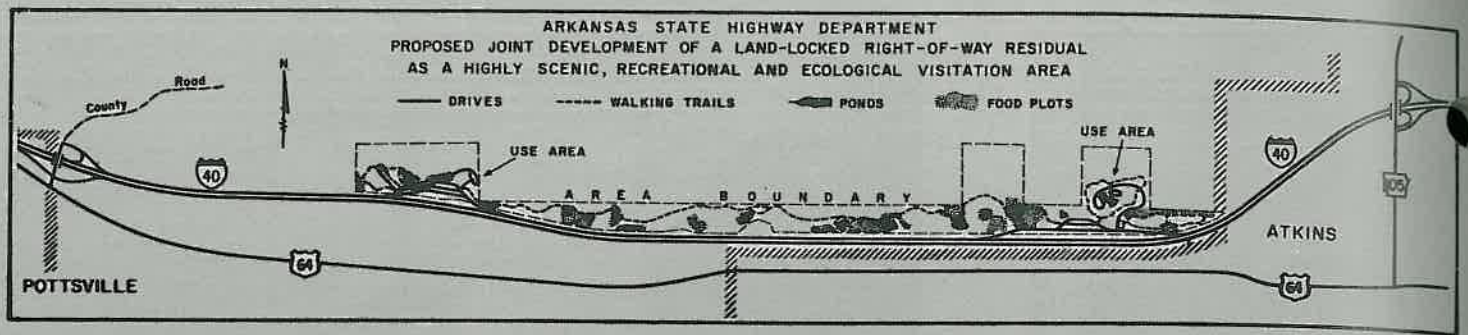 ARKANSAS STATE HIGHWAY DEPARTMENT
PROPOSED JOINT DEVELOPMENT OF A LAND-LOCKED RIGHT-OF-WAY RESIDUAL
AS A HIGHLY SCENIC, RECREATIONAL AND ECOLOGICAL VISITATION AREA
DRIVES WALKING TRAILS PONDS FOOD PLOTS
N
County Road
USE AREA
USE AREA
40
40
AREA BOUNDARY
105
ATKINS
64
64
POTTSVILLE